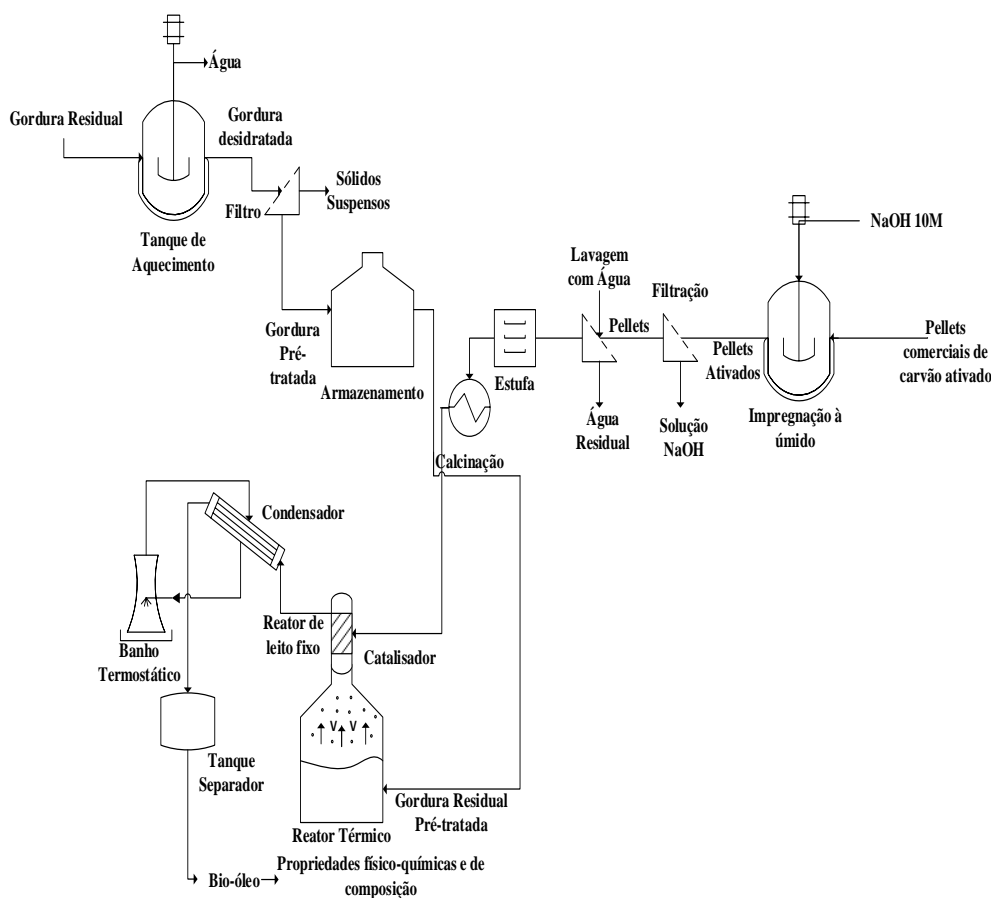 Água
Gordura Residual
Gordura
desidratada
Filtro
Sólidos
Suspensos
Tanque de
Aquecimento
Gordura
Pré-
tratada
Armazenamento
NaOH 10M
Lavagem
com Água
Filtração
Pellets
Pellets
Ativados
Pellets
comerciais de
carvão ativado
Estufa
Água
Residual
Solução
NaOH
Impregnação à
úmido
Calcinação
Condensador
Banho
Termostático
Reator de
leito fixo
Catalisador
V V
Tanque
Separador
Gordura Residual
Pré-tratada
Reator Térmico
Bio-óleo
Propriedades físico-químicas e de
composição